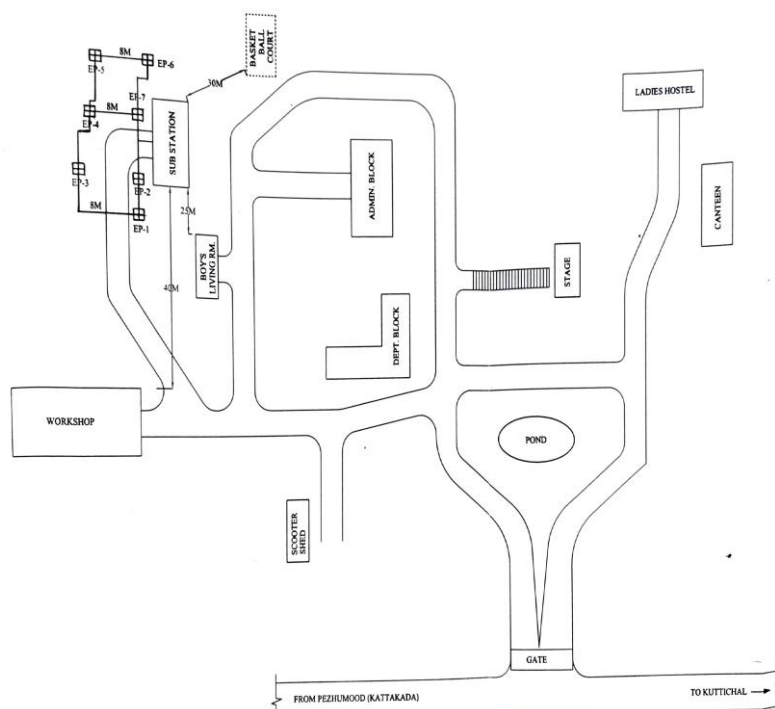 EP-5
8M
EP-6
BASKET
BALL
COURT
30M
EP-7
8M
EP-4
SUB STATION
LADIES HOSTEL
EP-3
EP-2
8M
EP-1
25M
ADMIN. BLOCK
CANTEEN
BOY'S
LIVING RM.
40M
STAGE
DEPT. BLOCK
WORKSHOP
POND
SCOOTER
SHED
GATE
FROM PEZHUMOOD (KATTAKADA)
TO KUTTICHAL